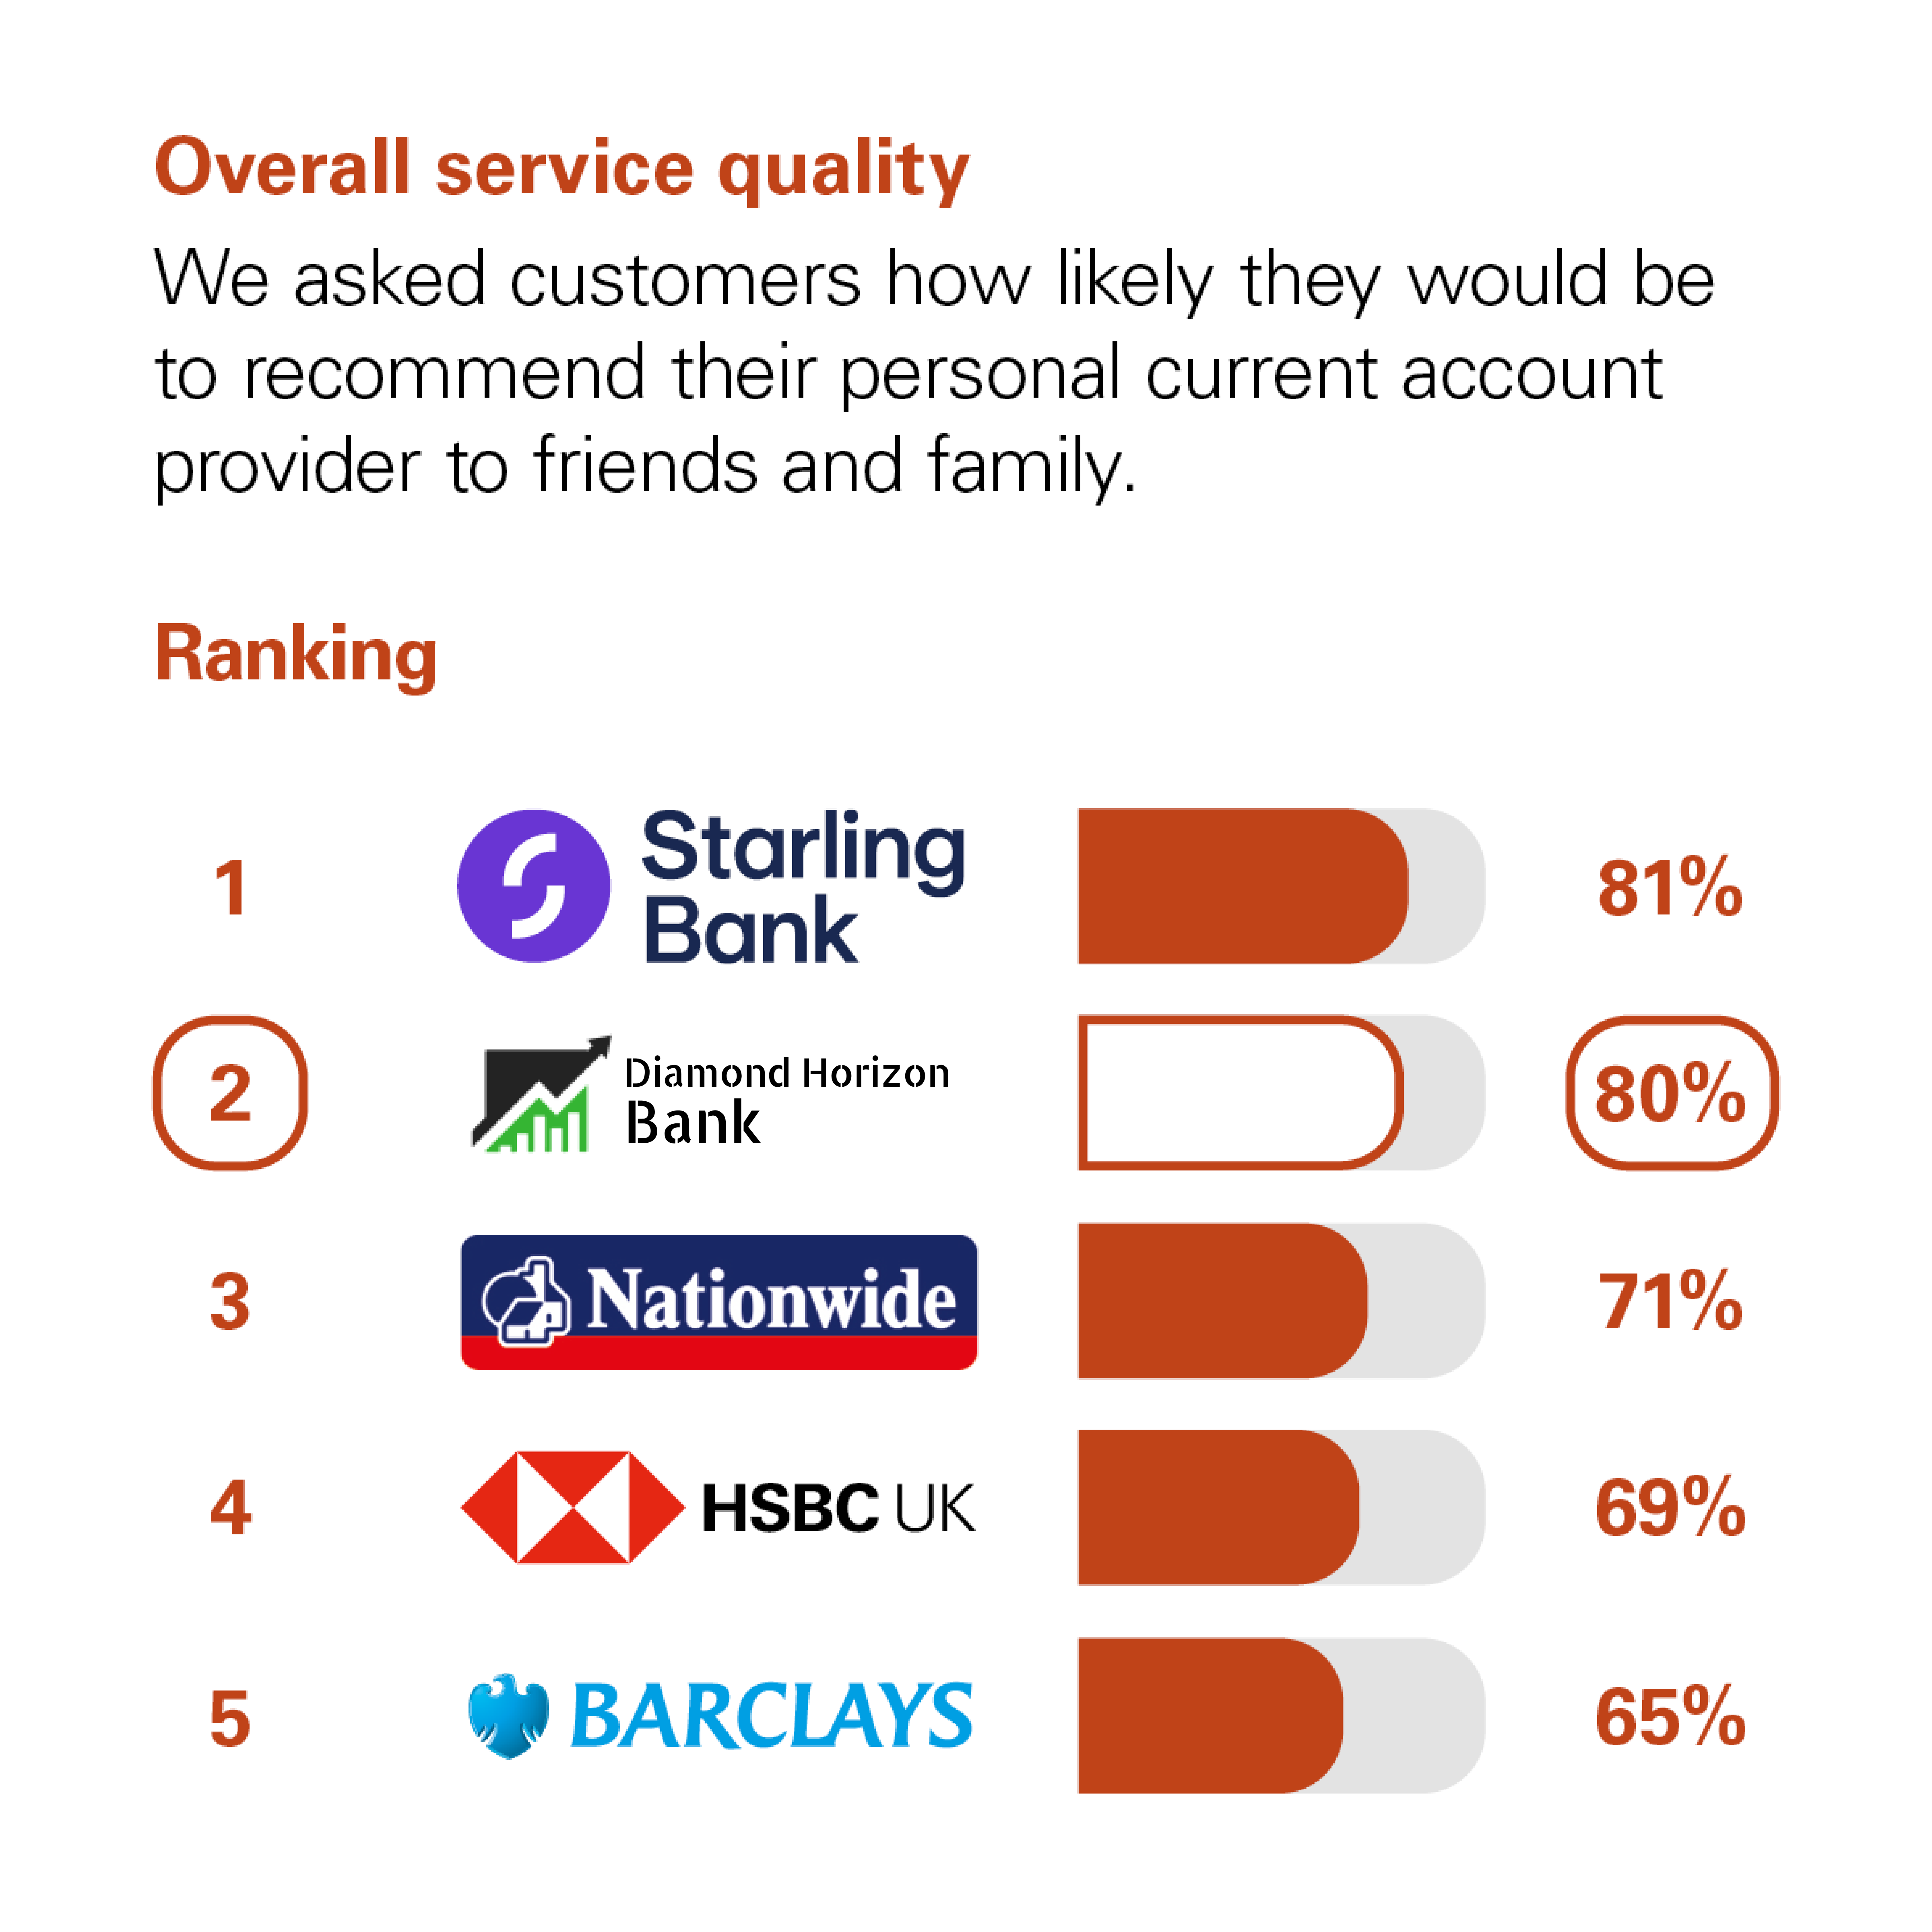 Overall service quality
We asked customers how likely they would be
to recommend their personal current account
provider to friends and family.
Ranking
1 Starling Bank 81%
2 Diamond Horizon Bank 80%
3 Nationwide 71%
4 HSBC UK 69%
5 BARCLAYS 65%